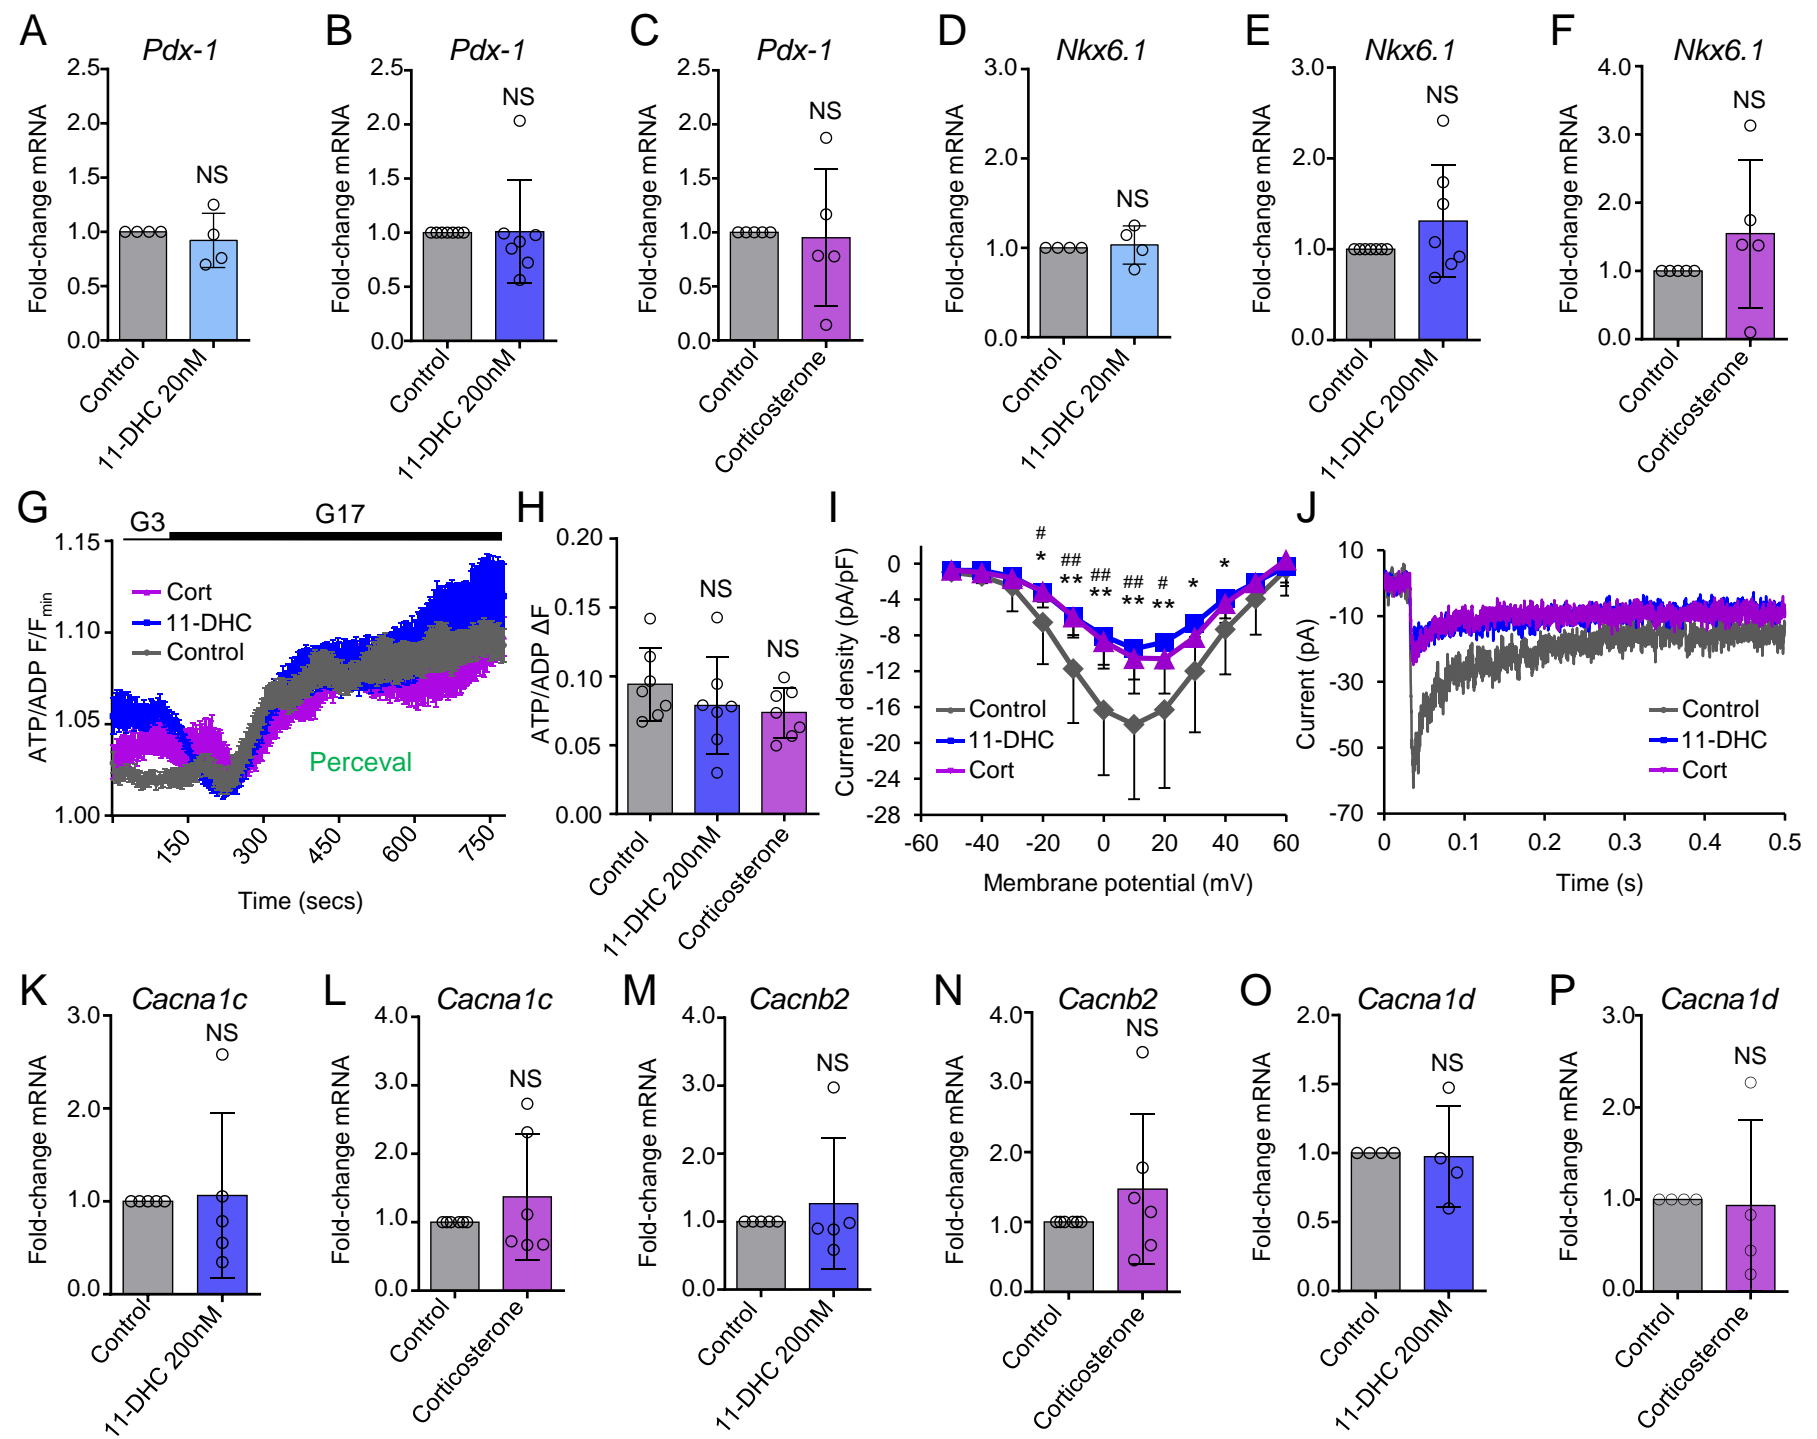 A
Pdx-1
Fold-change mRNA
2.5
2.0
1.5
1.0
0.5
0.0
NS
Control
11-DHC 20nM
B
Pdx-1
Fold-change mRNA
2.5
2.0
1.5
1.0
0.5
0.0
NS
Control
11-DHC 200nM
C
Pdx-1
Fold-change mRNA
2.5
2.0
1.5
1.0
0.5
0.0
NS
Control
Corticosterone
D
Nkx6.1
Fold-change mRNA
3.0
2.0
1.0
0.0
NS
Control
11-DHC 20nM
E
Nkx6.1
Fold-change mRNA
3.0
2.0
1.0
0.0
NS
Control
11-DHC 200nM
F
Nkx6.1
Fold-change mRNA
4.0
3.0
2.0
1.0
0.0
NS
Control
Corticosterone
G
G3
G17
ATP/ADP F/Fmin
1.15
1.10
1.05
1.00
Cort
11-DHC
Control
Perceval
150
300
450
600
750
Time (secs)
H
ATP/ADP ΔF
0.20
0.15
0.10
0.05
0.00
NS
NS
Control
11-DHC 200nM
Corticosterone
I
Current density (pA/pF)
0
-4
-8
-12
-16
-20
-24
-28
# ## ## ## #
* ** ** ** ** * *
Control
11-DHC
Cort
-60 -40 -20 0 20 40 60
Membrane potential (mV)
J
Current (pA)
10
-10
-30
-50
-70
Control
11-DHC
Cort
0 0.1 0.2 0.3 0.4 0.5
Time (s)
K
Cacna1c
Fold-change mRNA
3.0
2.0
1.0
0.0
NS
Control
11-DHC 200nM
L
Cacna1c
Fold-change mRNA
4.0
3.0
2.0
1.0
0.0
NS
Control
Corticosterone
M
Cacnb2
Fold-change mRNA
4.0
3.0
2.0
1.0
0.0
NS
Control
11-DHC 200nM
N
Cacnb2
Fold-change mRNA
4.0
3.0
2.0
1.0
0.0
NS
Control
Corticosterone
O
Cacna1d
Fold-change mRNA
2.0
1.5
1.0
0.5
0.0
NS
Control
11-DHC 200nM
P
Cacna1d
Fold-change mRNA
3.0
2.0
1.0
0.0
NS
Control
Corticosterone